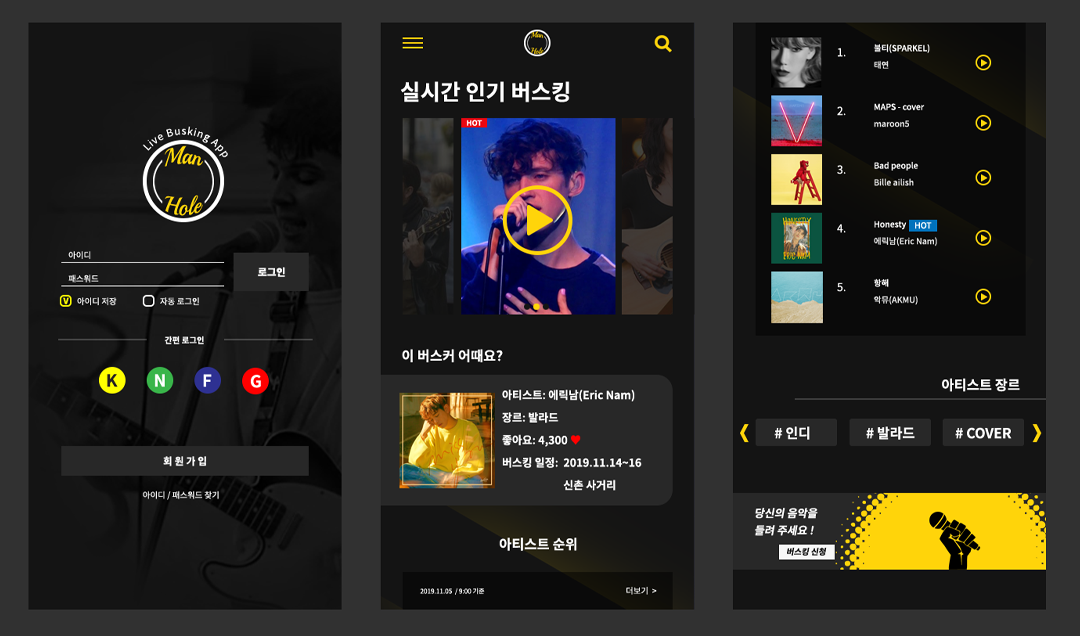 Live Busking App
Man
Hole
아이디
패스워드
로그인
V 아이디 저장
자동 로그인
간편 로그인
K N F G
회원가입
아이디 / 패스워드 찾기
Man
Hole
실시간 인기 버스킹
HOT
이 버스커 어때요?
아티스트: 에릭남(Eric Nam)
장르: 발라드
좋아요: 4,300
버스킹 일정: 2019.11.14~16
신촌 사거리
아티스트 순위
2019.11.05 / 9:00 기준
더보기 >
1.
불티(SPARKEL)
태연
2.
MAPS - cover
maroon5
3.
Bad people
Bille ailish
4.
Honesty HOT
에릭남(Eric Nam)
HONESTLY
ERIC NAM
5.
항해
악뮤(AKMU)
아티스트 장르
# 인디
# 발라드
# COVER
당신의 음악을
들려 주세요 !
버스킹 신청